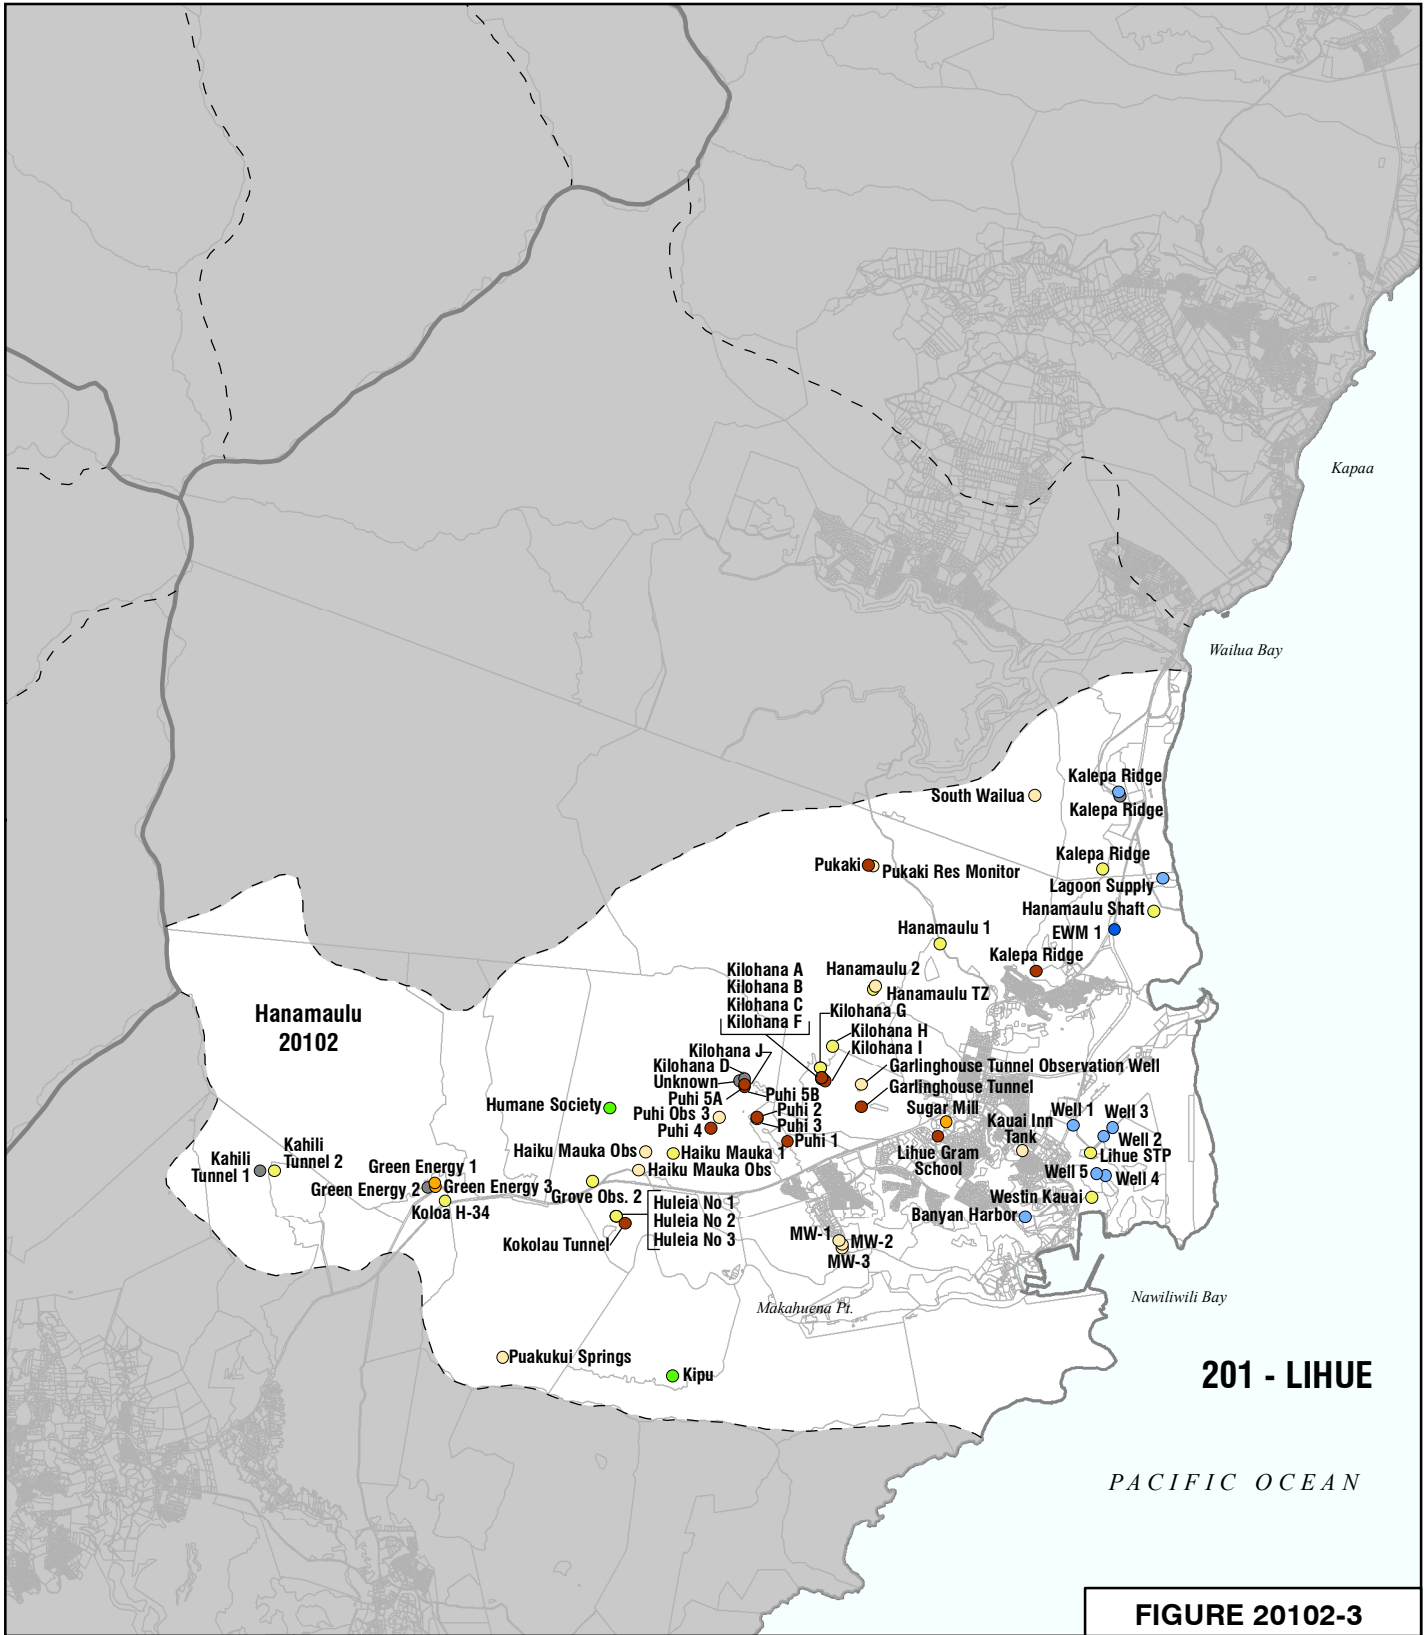 Kapaa
Wailua Bay
Kalepa Ridge
South Wailua
Kalepa Ridge
Kalepa Ridge
Pukaki
Pukaki Res Monitor
Lagoon Supply
Hanamaulu Shaft
Hanamaulu 1
EWM 1
Kalepa Ridge
Kilohana A
Kilohana B
Kilohana C
Kilohana F
Hanamaulu 2
Hanamaulu TZ
Hanamaulu
20102
Kilohana G
Kilohana H
Kilohana I
Kilohana J
Kilohana D
Unknown
Puhi 5A
Puhi 5B
Garlinghouse Tunnel Observation Well
Garlinghouse Tunnel
Humane Society
Puhi Obs 3
Puhi 4
Puhi 2
Puhi 3
Puhi 1
Sugar Mill
Lihue Gram
School
Kauai Inn
Tank
Well 1
Well 3
Well 2
Lihue STP
Well 5
Well 4
Westin Kauai
Banyan Harbor
Haiku Mauka Obs
Haiku Mauka 1
Haiku Mauka Obs
Kahili
Tunnel 1
Kahili
Tunnel 2
Green Energy 1
Green Energy 2
Green Energy 3
Koloa H-34
Grove Obs. 2
Huleia No 1
Huleia No 2
Huleia No 3
Kokolau Tunnel
MW-1
MW-2
MW-3
Makahuena Pt.
Nawiliwili Bay
Puakukui Springs
Kipu
201 - LIHUE
PACIFIC OCEAN
FIGURE 20102-3